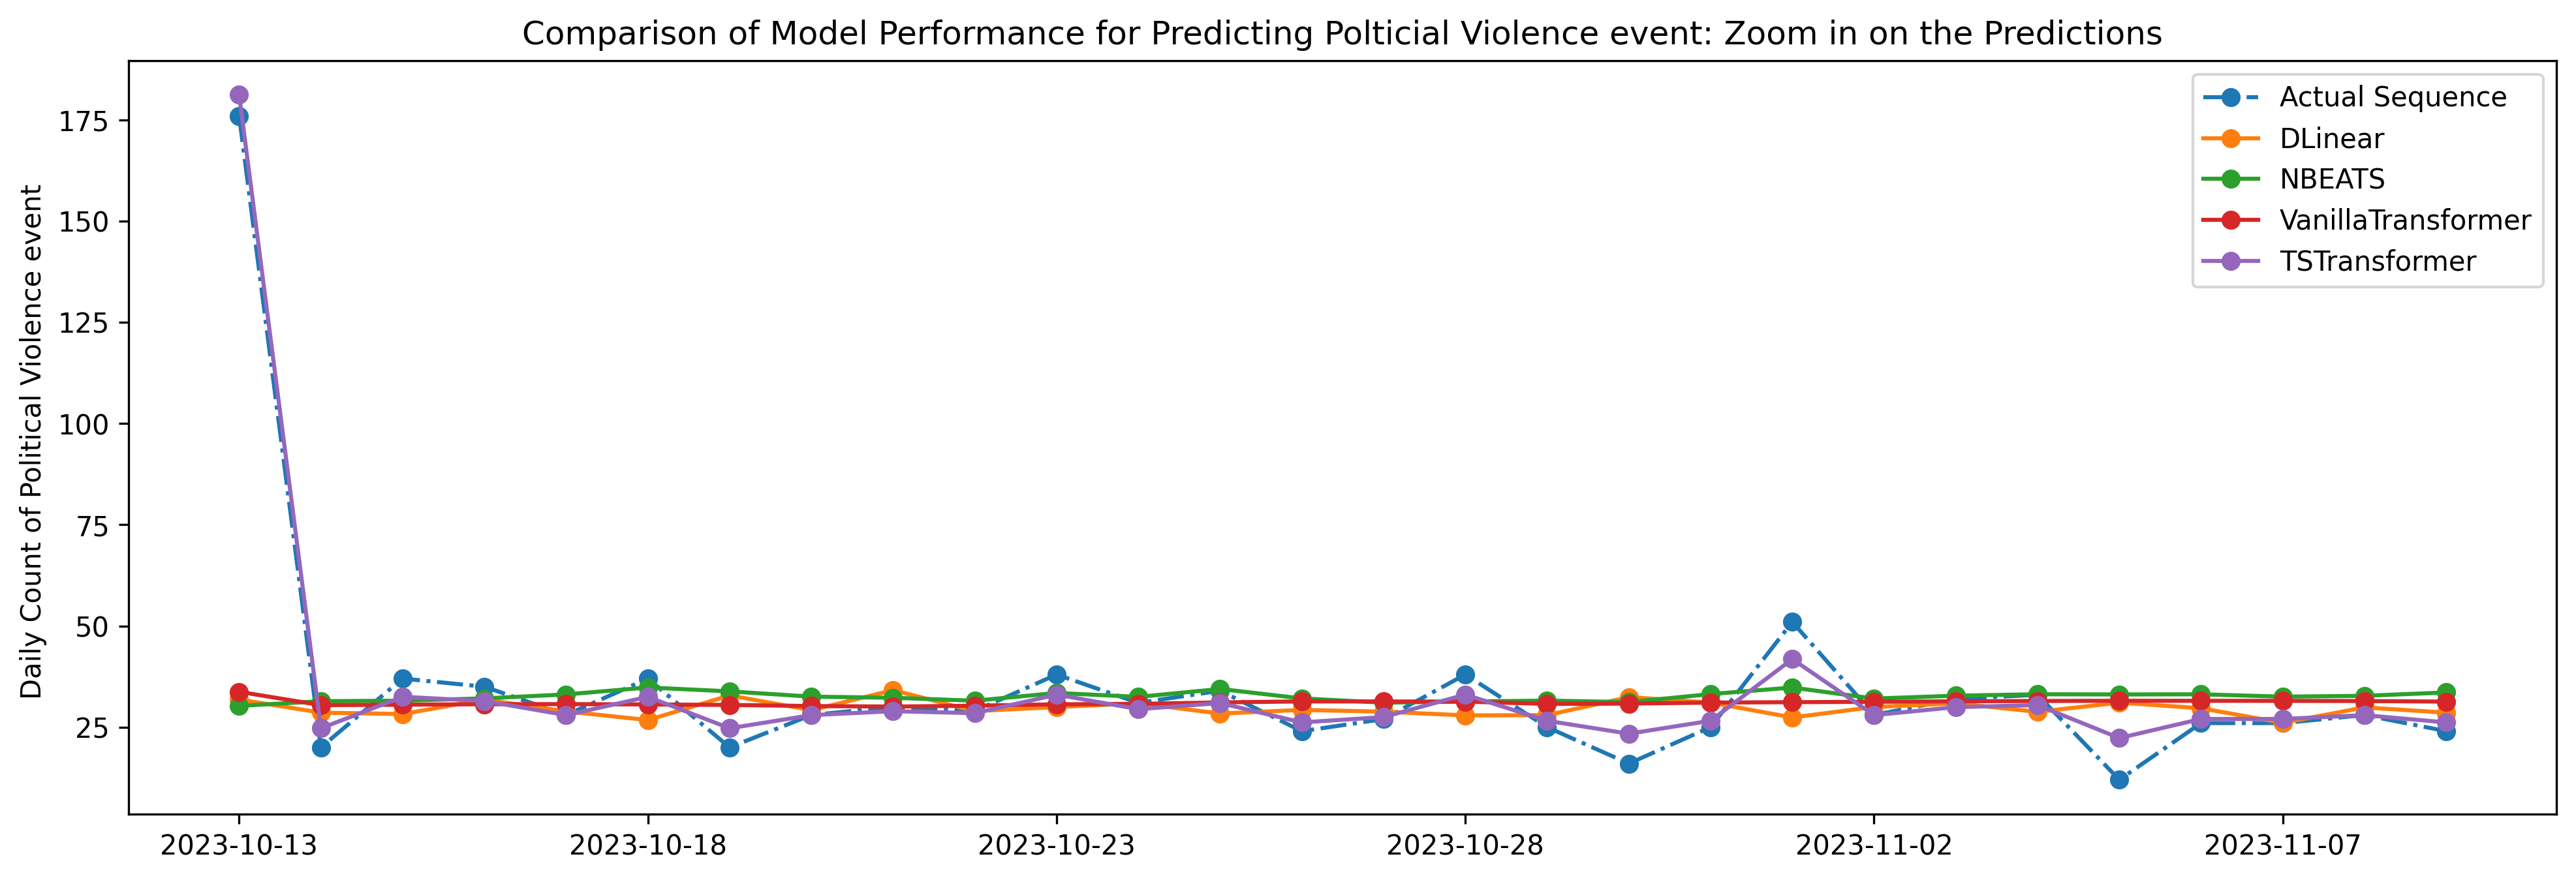 Comparison of Model Performance for Predicting Polticial Violence event: Zoom in on the Predictions
Daily Count of Political Violence event
175
150
125
100
75
50
25
Actual Sequence
DLinear
NBEATS
VanillaTransformer
TSTransformer
2023-10-13
2023-10-18
2023-10-23
2023-10-28
2023-11-02
2023-11-07